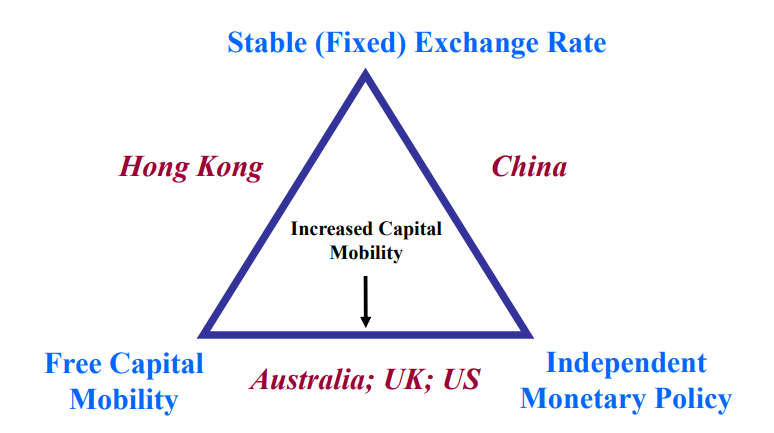 Stable (Fixed) Exchange Rate
Hong Kong
China
Increased Capital
Mobility
Free Capital
Mobility
Australia; UK; US
Independent
Monetary Policy